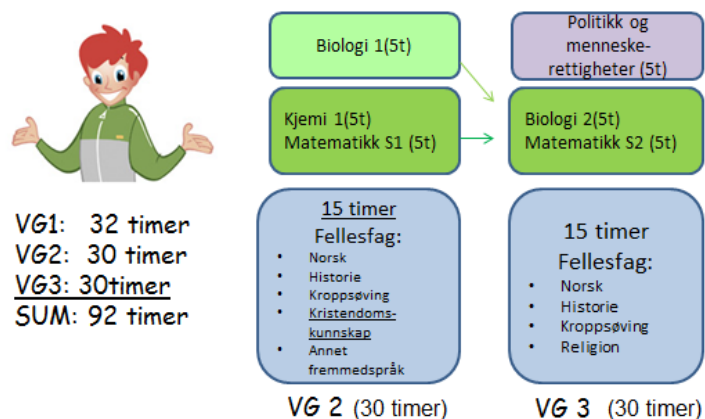 Biologi 1(5t)
Politikk og
menneske-
rettigheter (5t)
Kjemi 1(5t)
Matematikk S1 (5t)
Biologi 2(5t)
Matematikk S2 (5t)
VG1: 32 timer
VG2: 30 timer
VG3: 30timer
SUM: 92 timer
15 timer
Fellesfag:
• Norsk
• Historie
• Kroppsøving
• Kristendoms-
kunnskap
• Annet
fremmedspråk
15 timer
Fellesfag:
• Norsk
• Historie
• Kroppsøving
• Religion
VG 2 (30 timer)
VG 3 (30 timer)